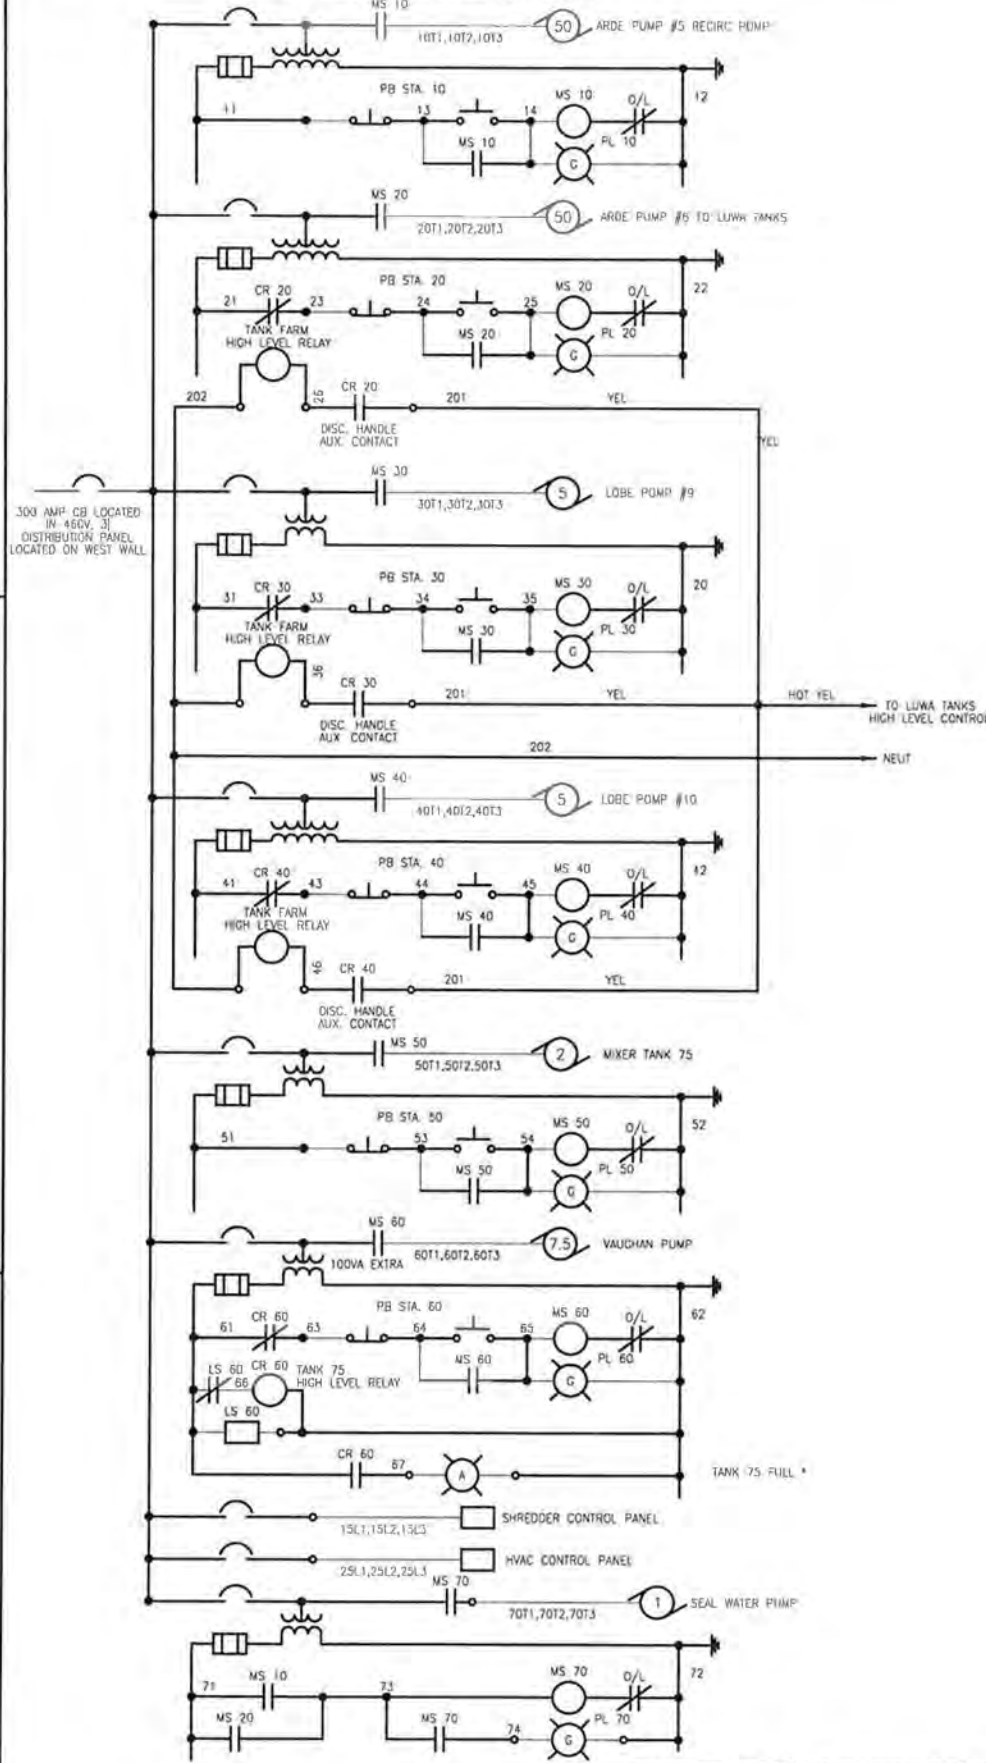 MS 10
50 ARDE PUMP #5 RECIRC PUMP
10T1,10T2,10T3
PB STA. 10
11 13 14 MS 10 O/L 12
MS 10 PL 10
G
MS 20
50 ARDE PUMP #6 TO LUWA TANKS
20T1,20T2,20T3
PB STA. 20
21 CR 20 23 24 25 MS 20 O/L 22
TANK FARM
HIGH LEVEL RELAY
MS 20 PL 20
G
202 26 CR 20 201 YEL
DISC. HANDLE
AUX. CONTACT
YEL
MS 30
5 LOBE PUMP #9
30T1,30T2,30T3
300 AMP CB LOCATED
IN 460V, 3|
DISTRIBUTION PANEL
LOCATED ON WEST WALL
PB STA. 30
31 CR 30 33 34 35 MS 30 O/L 20
TANK FARM
HIGH LEVEL RELAY
MS 30 PL 30
G
36 CR 30 201 YEL HOT YEL
TO LUWA TANKS
HIGH LEVEL CONTROL
DISC. HANDLE
AUX CONTACT
202 NEUT
MS 40
5 LOBE PUMP #10
40T1,40T2,40T3
PB STA. 40
41 CR 40 43 44 45 MS 40 O/L 42
TANK FARM
HIGH LEVEL RELAY
MS 40 PL 40
G
46 CR 40 201 YEL
DISC. HANDLE
AUX. CONTACT
MS 50
2 MIXER TANK 75
50T1,50T2,50T3
PB STA. 50
51 53 54 MS 50 O/L 52
MS 50 PL 50
G
MS 60
7.5 VAUGHAN PUMP
60T1,60T2,60T3
100VA EXTRA
PB STA. 60
61 CR 60 63 64 65 MS 60 O/L 62
MS 60 PL 60
G
LS 60 66 CR 60 TANK 75
HIGH LEVEL RELAY
LS 60
CR 60 67 A TANK 75 FULL *
SHREDDER CONTROL PANEL
15L1,15L2,15L3
HVAC CONTROL PANEL
25L1,25L2,25L3
MS 70
1 SEAL WATER PUMP
70T1,70T2,70T3
71 MS 10 73 MS 70 O/L 72
MS 20 MS 70 74 G PL 70